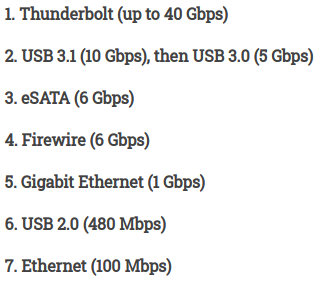 1. Thunderbolt (up to 40 Gbps)
2. USB 3.1 (10 Gbps), then USB 3.0 (5 Gbps)
3. eSATA (6 Gbps)
4. Firewire (6 Gbps)
5. Gigabit Ethernet (1 Gbps)
6. USB 2.0 (480 Mbps)
7. Ethernet (100 Mbps)